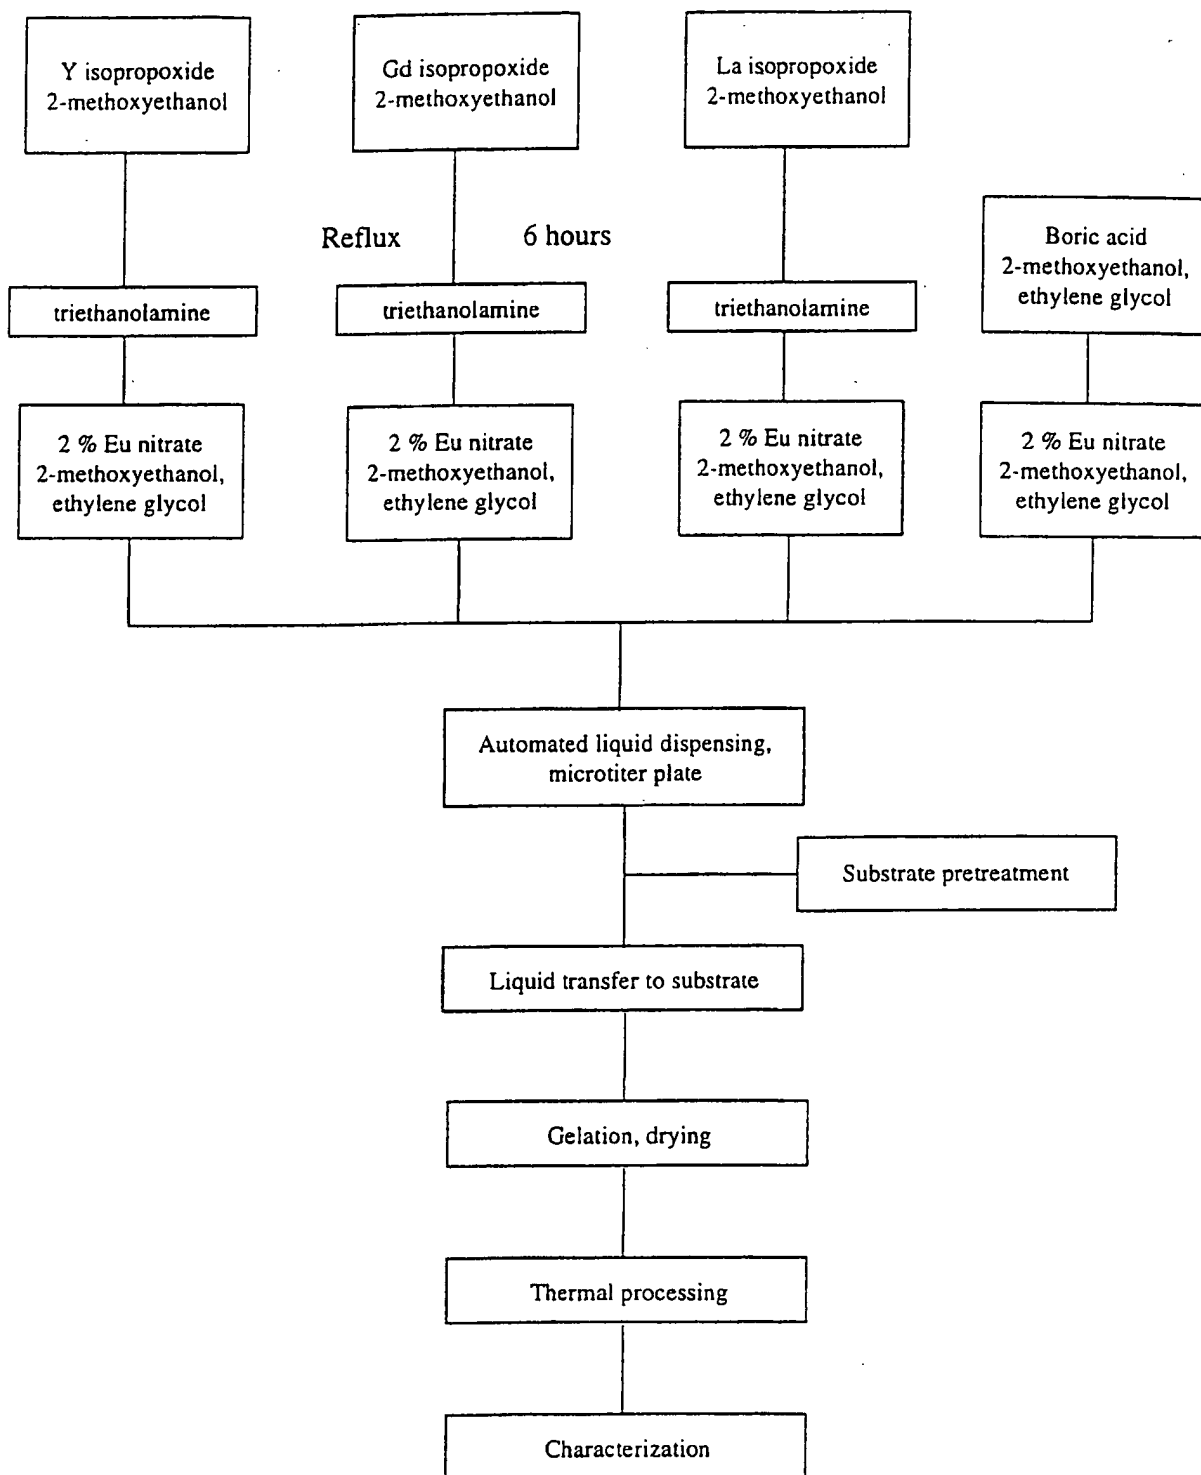 Y isopropoxide
2-methoxyethanol
Gd isopropoxide
2-methoxyethanol
La isopropoxide
2-methoxyethanol
Reflux
6 hours
Boric acid
2-methoxyethanol,
ethylene glycol
triethanolamine
triethanolamine
triethanolamine
2 % Eu nitrate
2-methoxyethanol,
ethylene glycol
2 % Eu nitrate
2-methoxyethanol,
ethylene glycol
2 % Eu nitrate
2-methoxyethanol,
ethylene glycol
2 % Eu nitrate
2-methoxyethanol,
ethylene glycol
Automated liquid dispensing,
microtiter plate
Substrate pretreatment
Liquid transfer to substrate
Gelation, drying
Thermal processing
Characterization